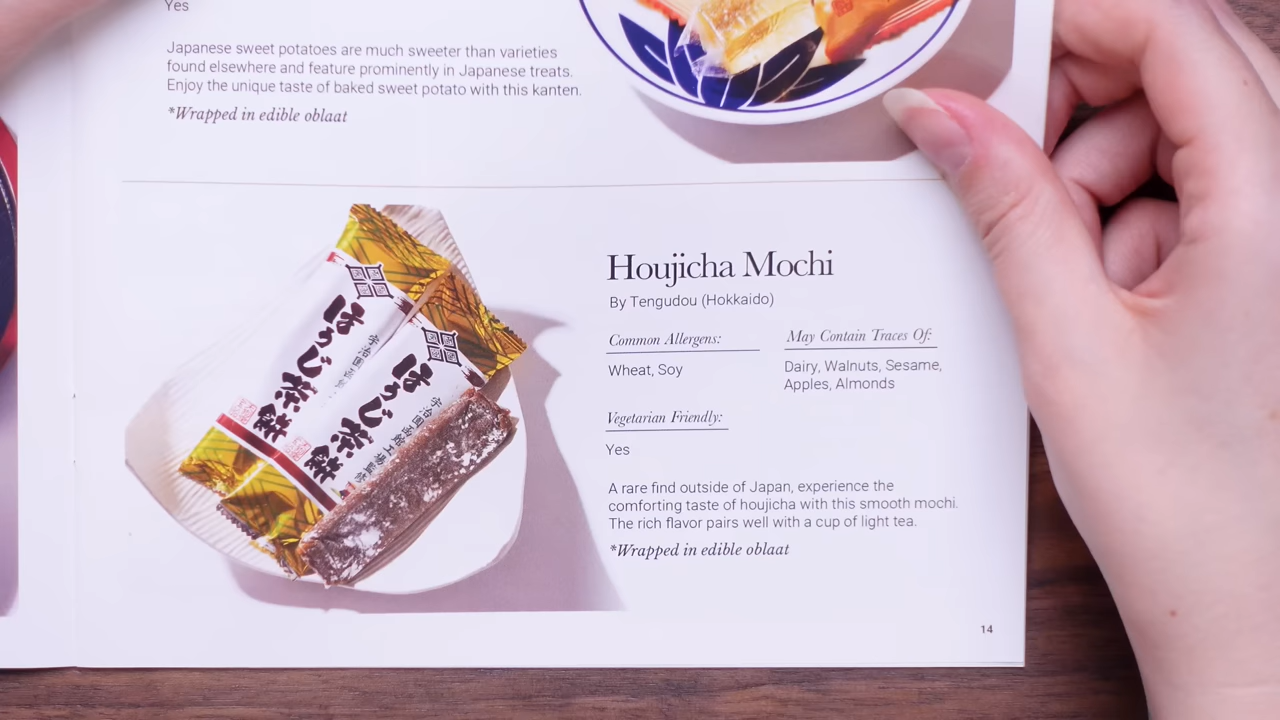 Yes
Japanese sweet potatoes are much sweeter than varieties
found elsewhere and feature prominently in Japanese treats.
Enjoy the unique taste of baked sweet potato with this kanten.
*Wrapped in edible oblaat
ほうじ茶餅
ほうじ茶餅
Houjicha Mochi
By Tengudou (Hokkaido)
Common Allergens:
Wheat, Soy
May Contain Traces Of:
Dairy, Walnuts, Sesame,
Apples, Almonds
Vegetarian Friendly:
Yes
A rare find outside of Japan, experience the
comforting taste of houjicha with this smooth mochi.
The rich flavor pairs well with a cup of light tea.
*Wrapped in edible oblaat
14